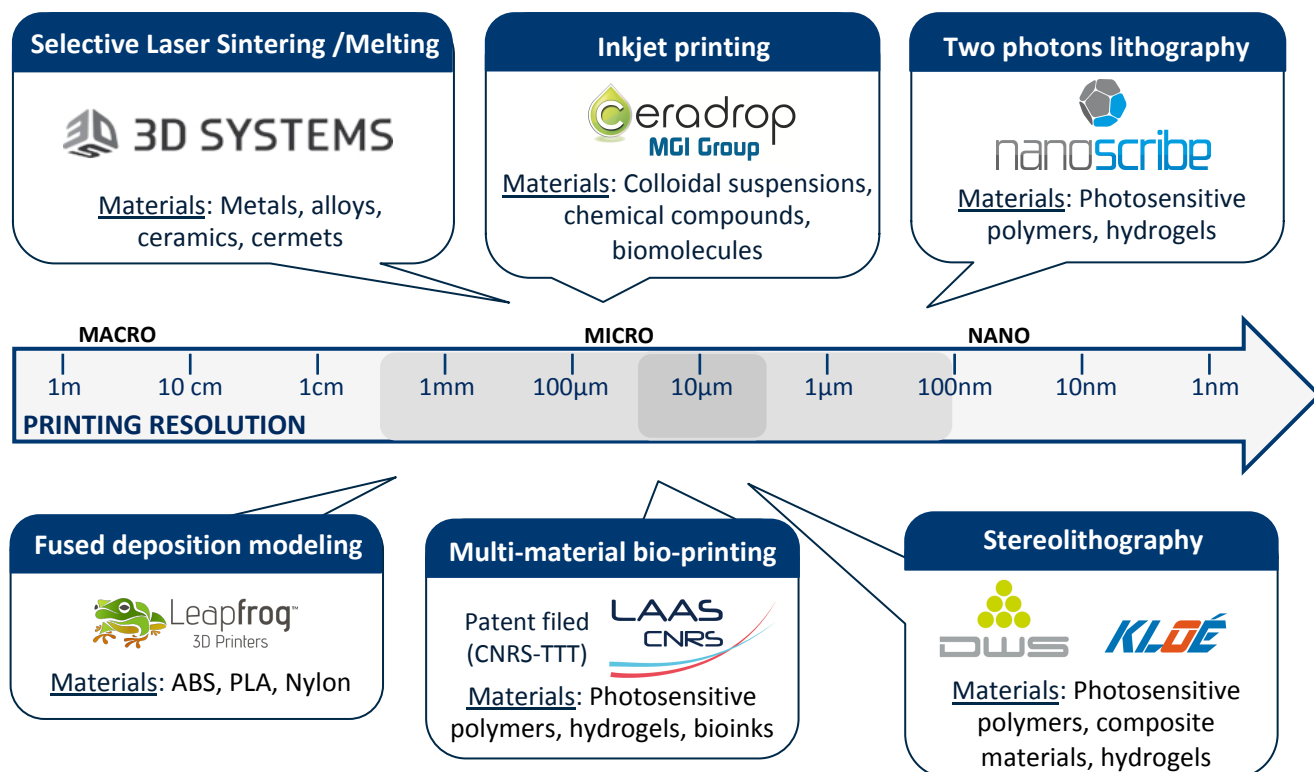 Selective Laser Sintering /Melting
3D SYSTEMS
Materials: Metals, alloys,
ceramics, cermets
Inkjet printing
Ceradrop
MGI Group
Materials: Colloidal suspensions,
chemical compounds,
biomolecules
Two photons lithography
nanoscribe
Materials: Photosensitive
polymers, hydrogels
MACRO MICRO NANO
1m 10 cm 1cm 1mm 100µm 10µm 1µm 100nm 10nm 1nm
PRINTING RESOLUTION
Fused deposition modeling
Leapfrog™
3D Printers
Materials: ABS, PLA, Nylon
Multi-material bio-printing
Patent filed
(CNRS-TTT)
LAAS
CNRS
Materials: Photosensitive
polymers, hydrogels, bioinks
Stereolithography
DWS
KLOÉ
Materials: Photosensitive
polymers, composite
materials, hydrogels